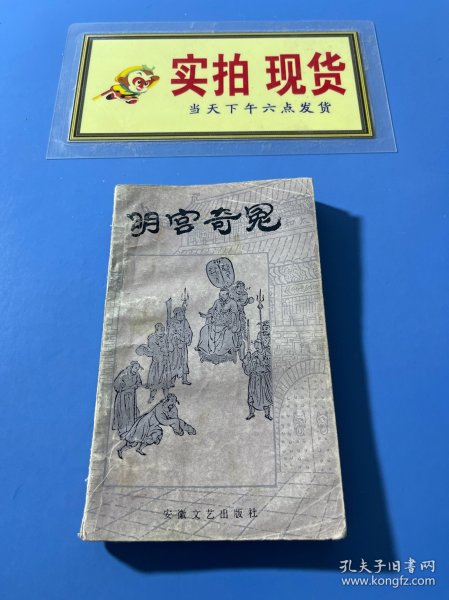 实拍 现货
当天下午六点发货
明宫奇冤
安徽文艺出版社
孔夫子旧书网
www.kongfz.com